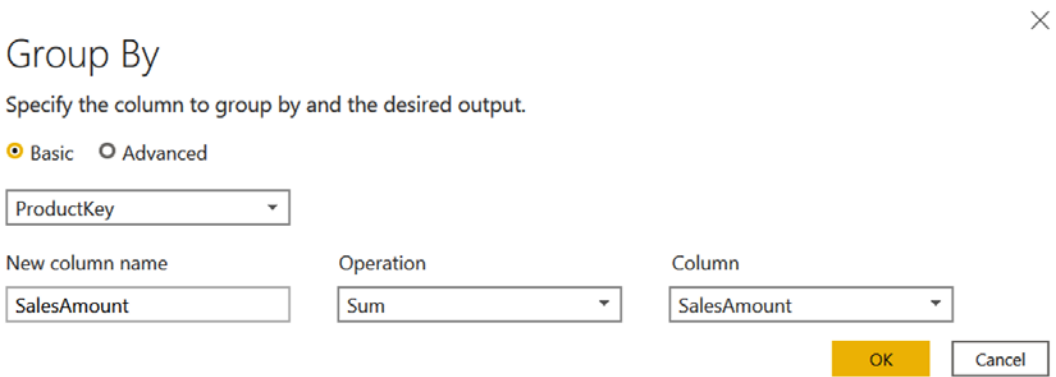 Group By
Specify the column to group by and the desired output.
Basic Advanced
ProductKey
New column name Operation Column
SalesAmount Sum SalesAmount
OK Cancel